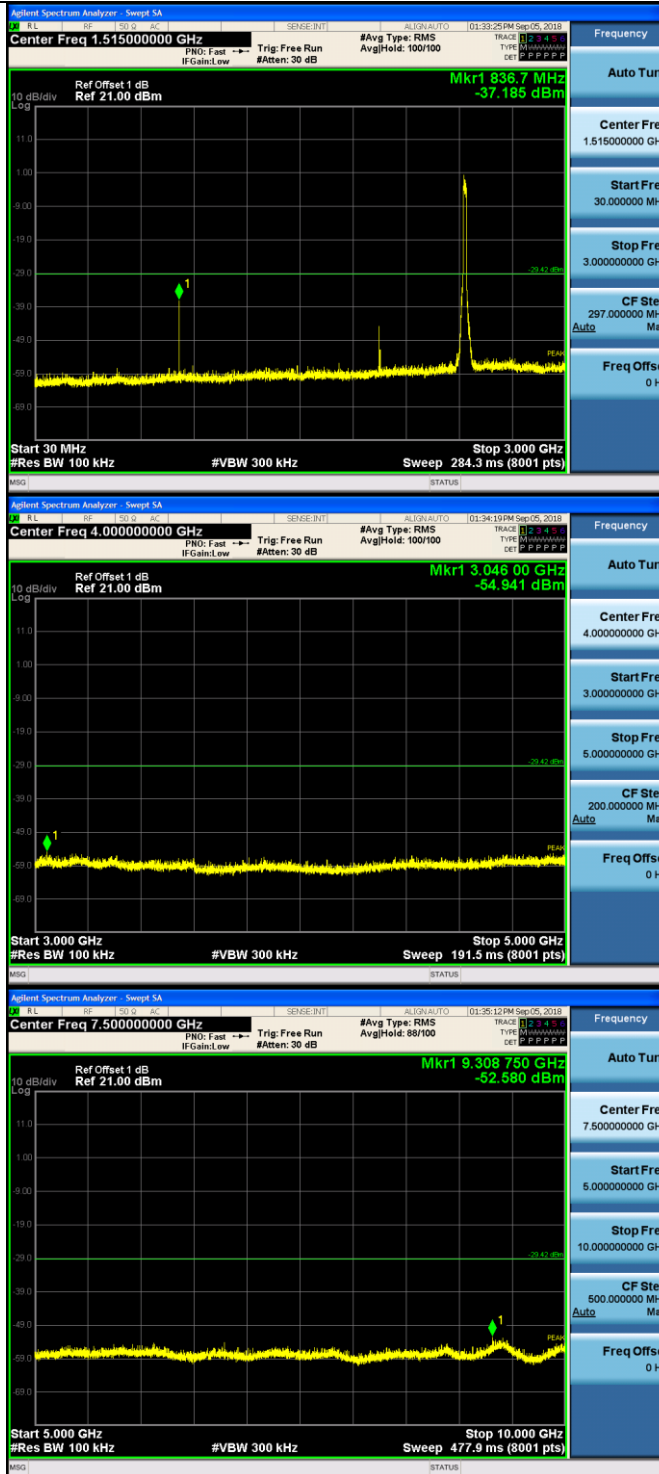 Agilent Spectrum Analyzer - Swept SA
RL RF 50 Ω AC SENSE:INT ALIGNAUTO 01:33:25 PM Sep 05, 2018
Center Freq 1.515000000 GHz #Avg Type: RMS TRACE 1 2 3 4 5 6
PNO: Fast Trig: Free Run Avg|Hold: 100/100 TYPE M
IFGain:Low #Atten: 30 dB DET P P P P P P
Mkr1 836.7 MHz
Ref Offset 1 dB
10 dB/div Ref 21.00 dBm -37.185 dBm
Log
11.0
1.00
-9.00
-19.0
-29.0
-29.42 dBm
1
-39.0
-49.0
PEAK
-59.0
-69.0
Start 30 MHz Stop 3.000 GHz
#Res BW 100 kHz #VBW 300 kHz Sweep 284.3 ms (8001 pts)
MSG STATUS
Frequency
Auto Tun
Center Fre
1.515000000 GH
Start Fre
30.000000 MH
Stop Fre
3.000000000 GH
CF Ste
297.000000 MH
Auto Ma
Freq Offse
0 H
Agilent Spectrum Analyzer - Swept SA
RL RF 50 Ω AC SENSE:INT ALIGNAUTO 01:34:19 PM Sep 05, 2018
Center Freq 4.000000000 GHz #Avg Type: RMS TRACE 1 2 3 4 5 6
PNO: Fast Trig: Free Run Avg|Hold: 100/100 TYPE M
IFGain:Low #Atten: 30 dB DET P P P P P P
Mkr1 3.046 00 GHz
Ref Offset 1 dB
10 dB/div Ref 21.00 dBm -54.941 dBm
Log
11.0
1.00
-9.00
-19.0
-29.0
-29.42 dBm
-39.0
-49.0
1
PEAK
-59.0
-69.0
Start 3.000 GHz Stop 5.000 GHz
#Res BW 100 kHz #VBW 300 kHz Sweep 191.5 ms (8001 pts)
MSG STATUS
Frequency
Auto Tun
Center Fre
4.000000000 GH
Start Fre
3.000000000 GH
Stop Fre
5.000000000 GH
CF Ste
200.000000 MH
Auto Ma
Freq Offse
0 H
Agilent Spectrum Analyzer - Swept SA
RL RF 50 Ω AC SENSE:INT ALIGNAUTO 01:35:12 PM Sep 05, 2018
Center Freq 7.500000000 GHz #Avg Type: RMS TRACE 1 2 3 4 5 6
PNO: Fast Trig: Free Run Avg|Hold: 88/100 TYPE M
IFGain:Low #Atten: 30 dB DET P P P P P P
Mkr1 9.308 750 GHz
Ref Offset 1 dB
10 dB/div Ref 21.00 dBm -52.580 dBm
Log
11.0
1.00
-9.00
-19.0
-29.0
-29.42 dBm
-39.0
-49.0
1
PEAK
-59.0
-69.0
Start 5.000 GHz Stop 10.000 GHz
#Res BW 100 kHz #VBW 300 kHz Sweep 477.9 ms (8001 pts)
MSG STATUS
Frequency
Auto Tun
Center Fre
7.500000000 GH
Start Fre
5.000000000 GH
Stop Fre
10.000000000 GH
CF Ste
500.000000 MH
Auto Ma
Freq Offse
0 H